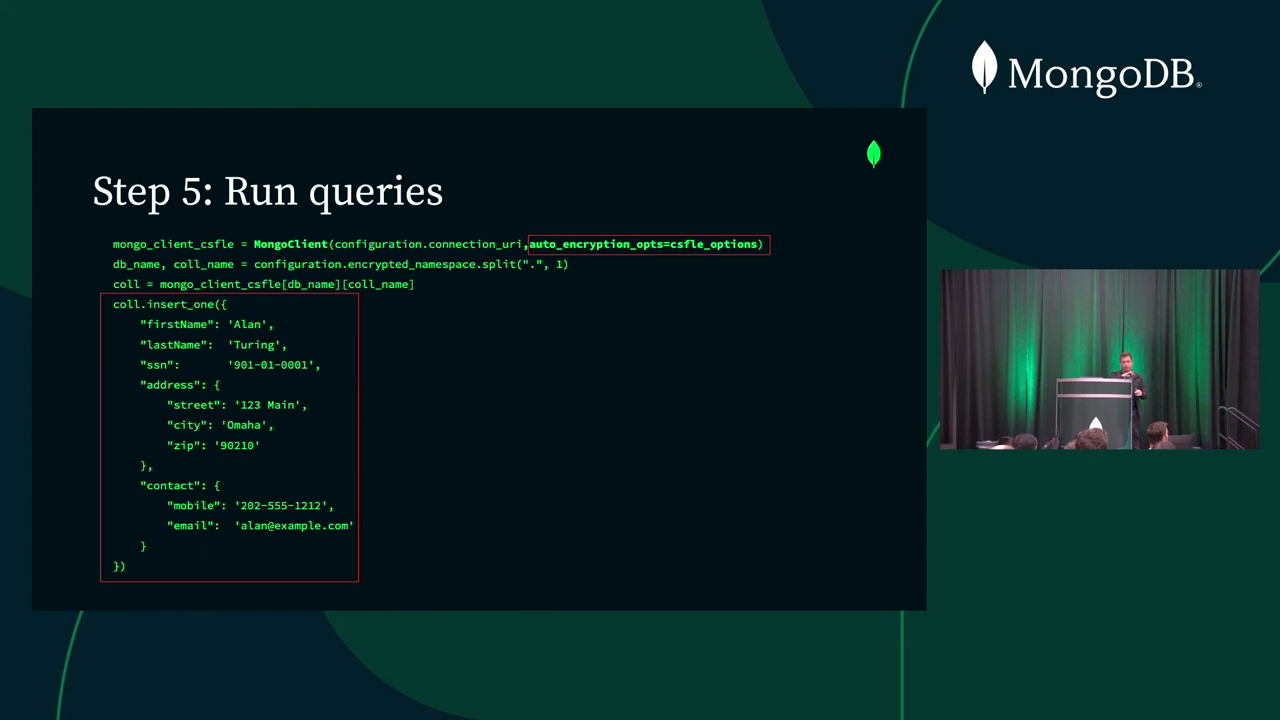 MongoDB®
Step 5: Run queries
mongo_client_csfle = MongoClient(configuration.connection_uri,auto_encryption_opts=csfle_options)
db_name, coll_name = configuration.encrypted_namespace.split(".", 1)
coll = mongo_client_csfle[db_name][coll_name]
coll.insert_one({
    "firstName": 'Alan',
    "lastName":  'Turing',
    "ssn":       '901-01-0001',
    "address": {
        "street": '123 Main',
        "city": 'Omaha',
        "zip": '90210'
    },
    "contact": {
        "mobile": '202-555-1212',
        "email":  'alan@example.com'
    }
})